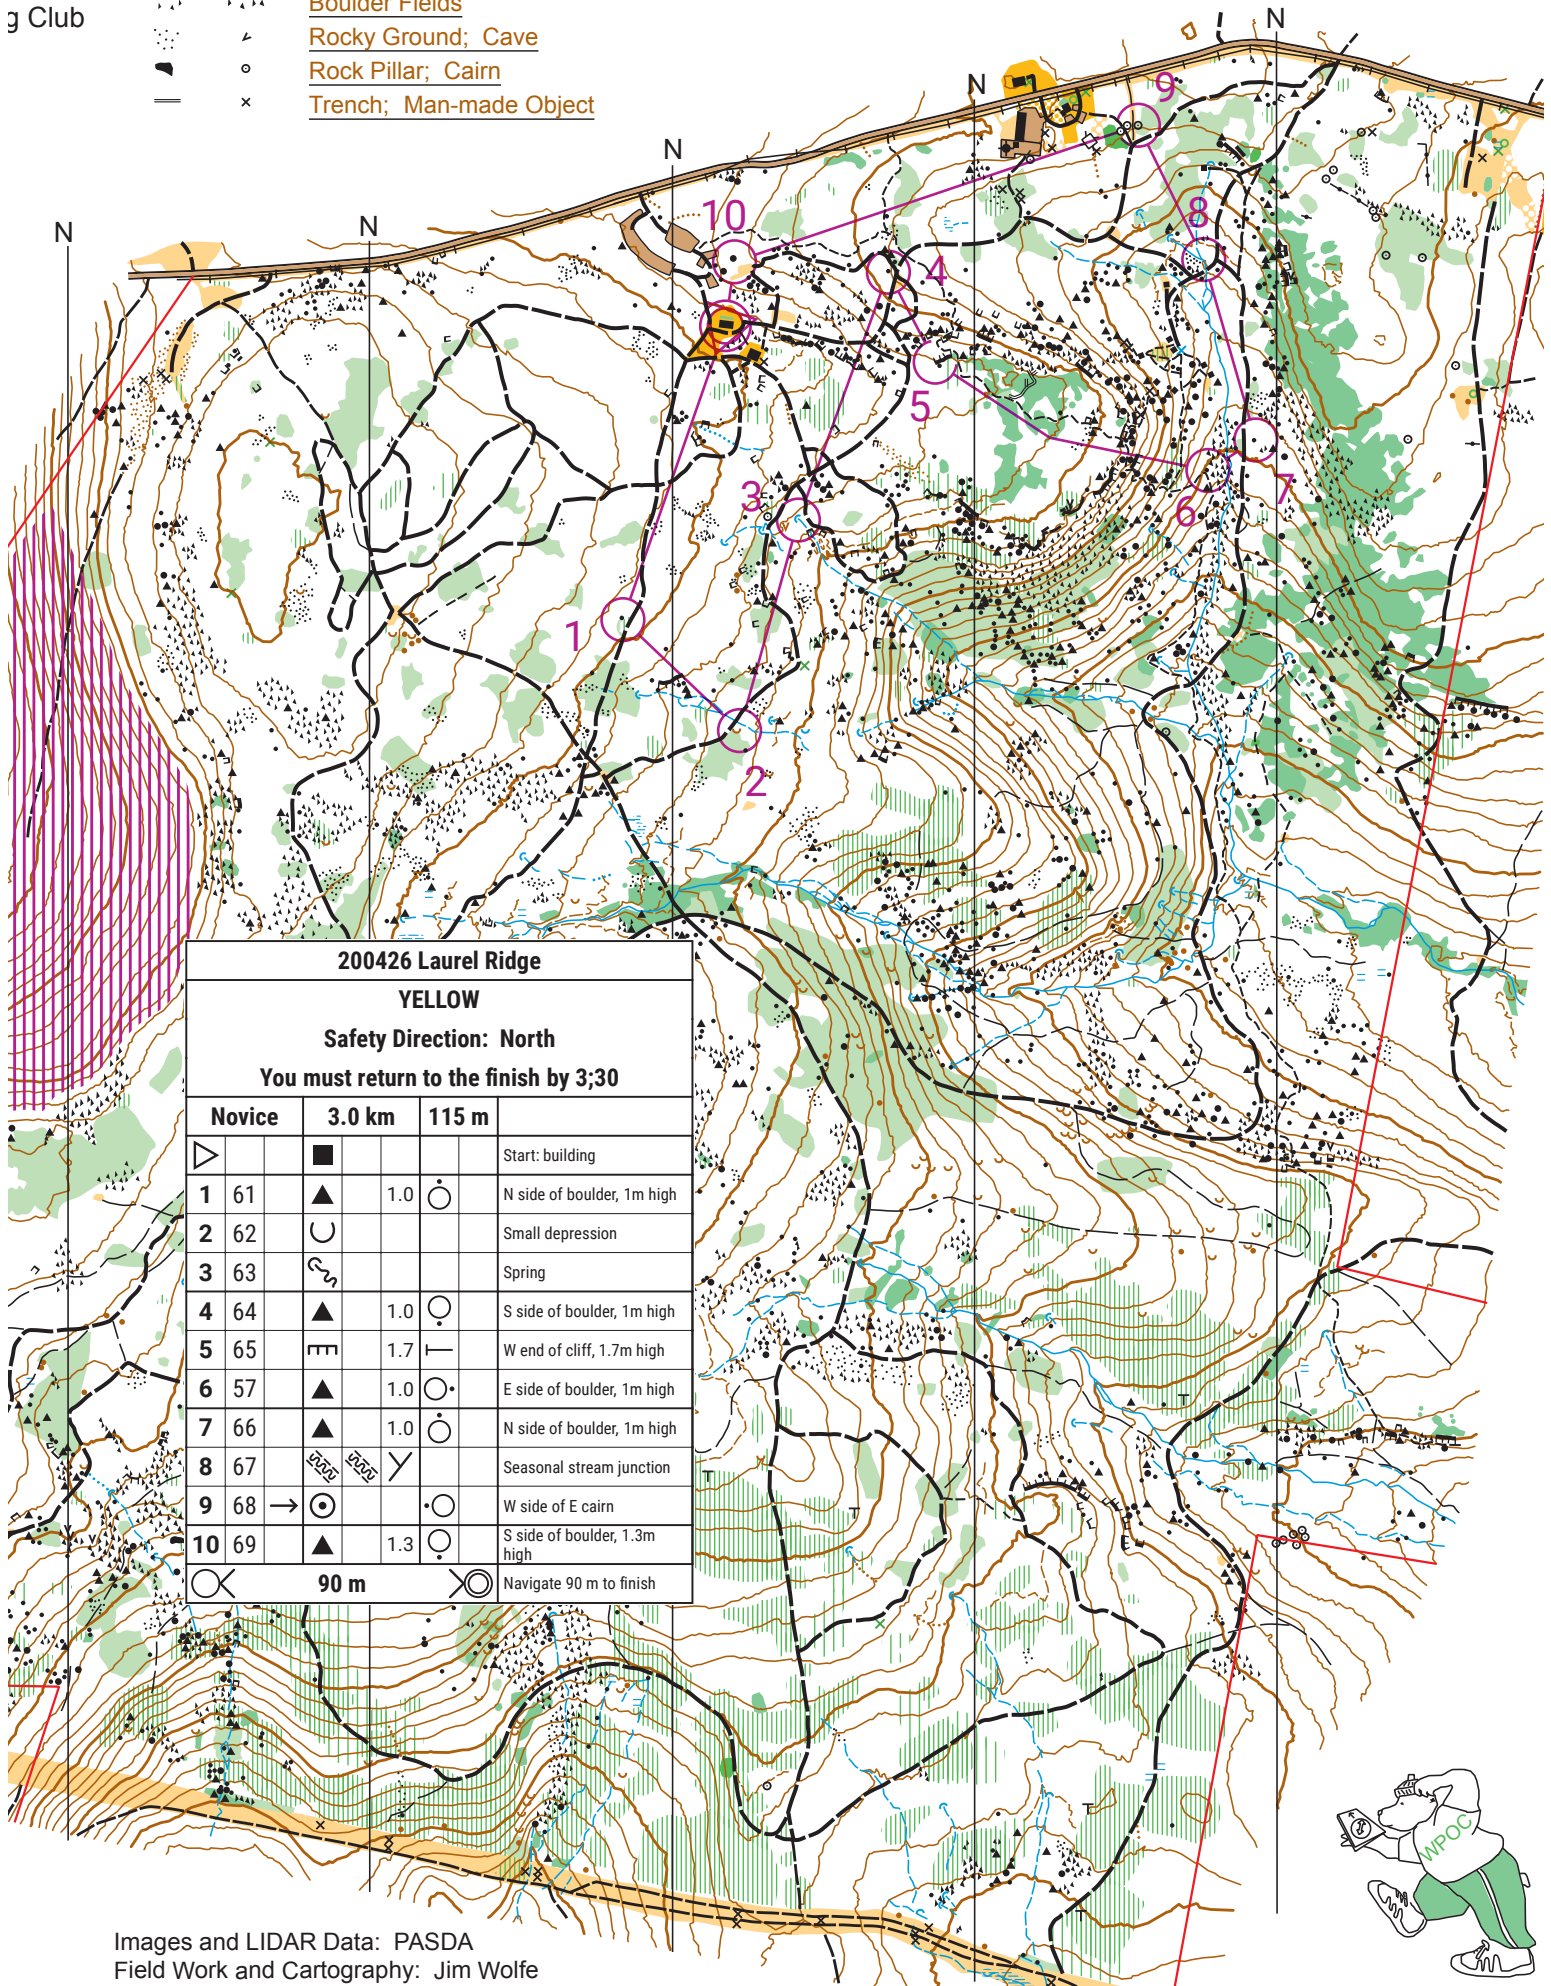 g Club
Boulder Fields
Rocky Ground; Cave
Rock Pillar; Cairn
Trench; Man-made Object
N
N
N
N
N
B
9
10
8
4
5
7
6
3
1
2
200426 Laurel Ridge
YELLOW
Safety Direction: North
You must return to the finish by 3;30
Novice 3.0 km 115 m
Start: building
1 61 1.0 N side of boulder, 1m high
2 62 Small depression
3 63 Spring
4 64 1.0 S side of boulder, 1m high
5 65 1.7 W end of cliff, 1.7m high
6 57 1.0 E side of boulder, 1m high
7 66 1.0 N side of boulder, 1m high
8 67 Seasonal stream junction
9 68 W side of E cairn
10 69 1.3 S side of boulder, 1.3m
high
90 m Navigate 90 m to finish
WPOC
Images and LIDAR Data: PASDA
Field Work and Cartography: Jim Wolfe